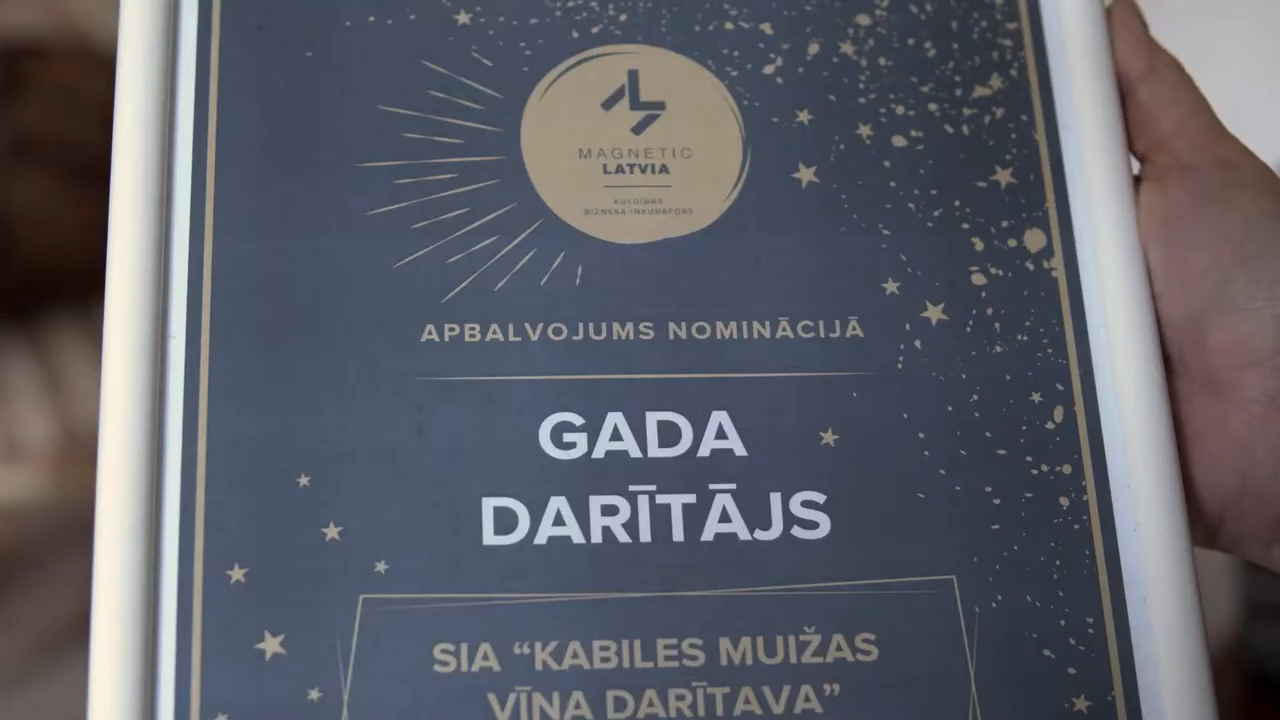 MAGNETIC
LATVIA
KULDĪGAS
BIZNESA INKUBATORS
APBALVOJUMS NOMINĀCIJĀ
GADA
DARĪTĀJS
SIA “KABILES MUIŽAS
VĪNA DARĪTAVA”